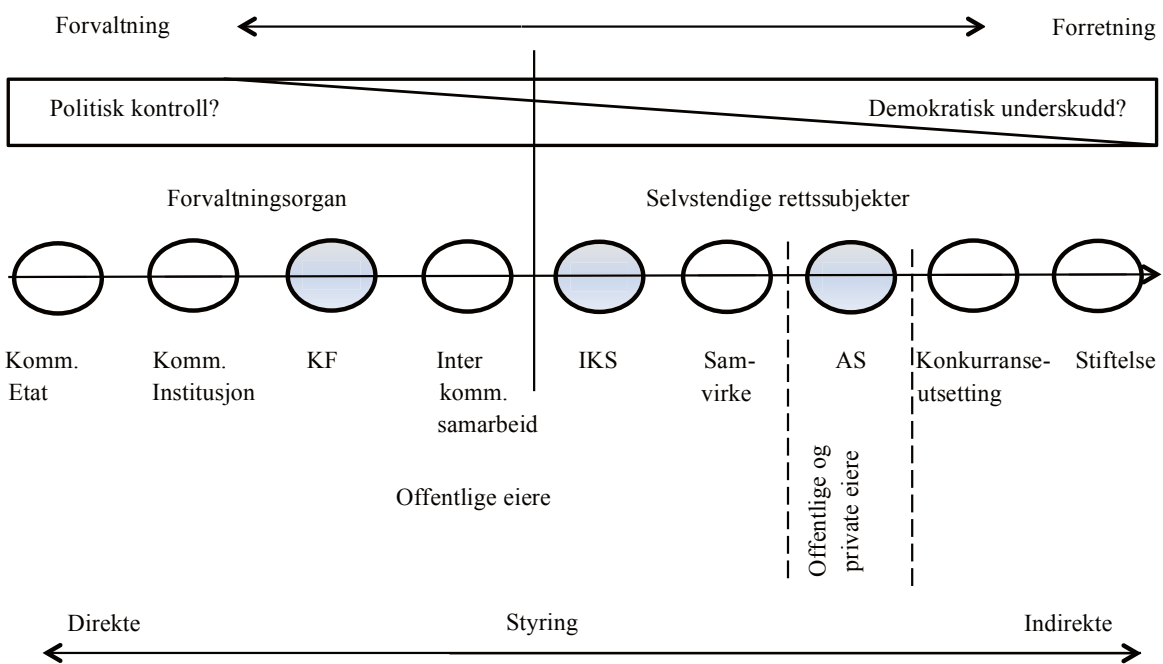 Forvaltning
Forretning
Politisk kontroll?
Demokratisk underskudd?
Forvaltningsorgan
Selvstendige rettssubjekter
Komm.
Etat
Komm.
Institusjon
KF
Inter
komm.
samarbeid
IKS
Sam-
virke
AS
Konkurranse-
utsetting
Stiftelse
Offentlige eiere
Offentlige og
private eiere
Direkte
Styring
Indirekte